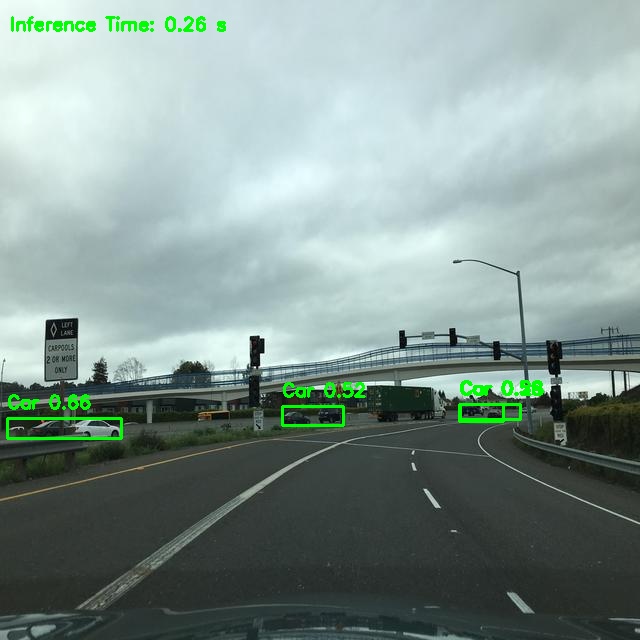 Inference Time: 0.26 s
LEFT
LANE
CARPOOLS
2 OR MORE
ONLY
Car 0.66
Car 0.52
Car 0.38